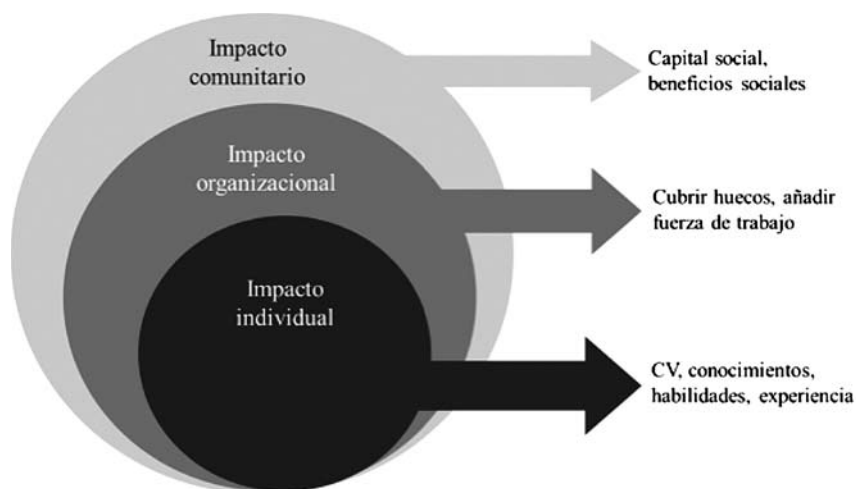 Impacto
comunitario
Capital social,
beneficios sociales
Impacto
organizacional
Cubrir huecos, añadir
fuerza de trabajo
Impacto
individual
CV, conocimientos,
habilidades, experiencia